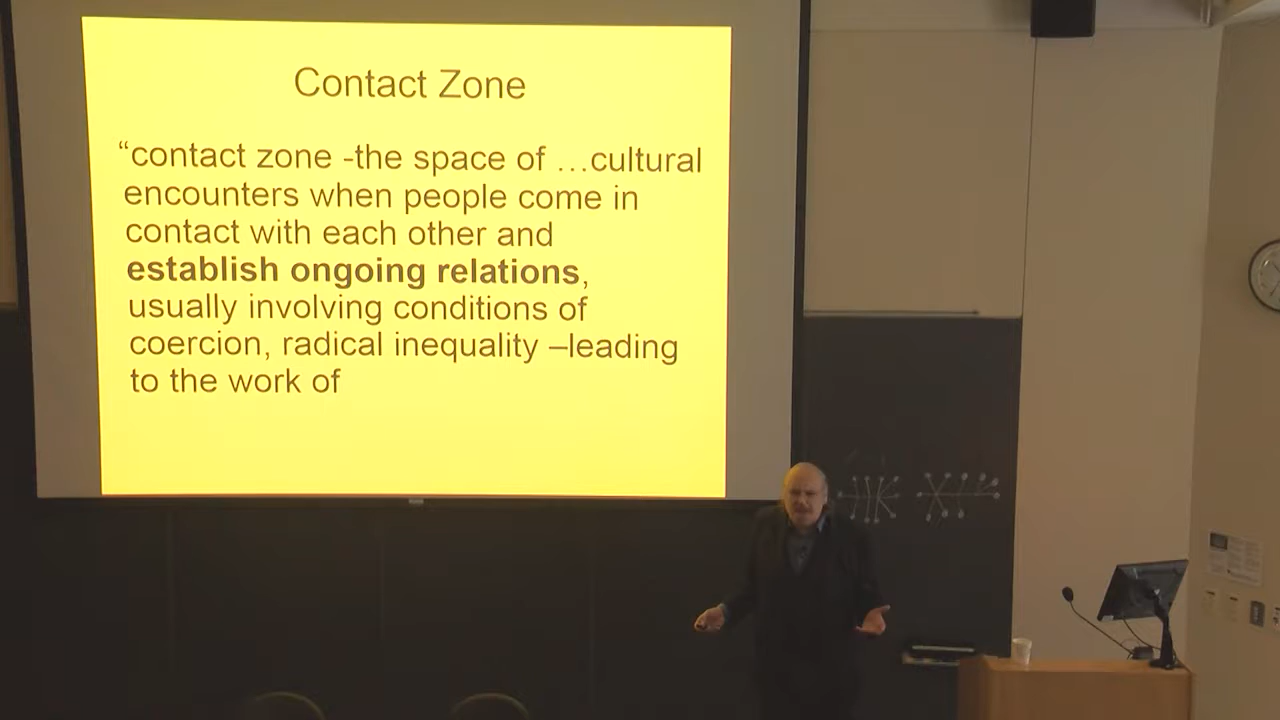 Contact Zone
“contact zone -the space of …cultural
encounters when people come in
contact with each other and
establish ongoing relations,
usually involving conditions of
coercion, radical inequality –leading
to the work of